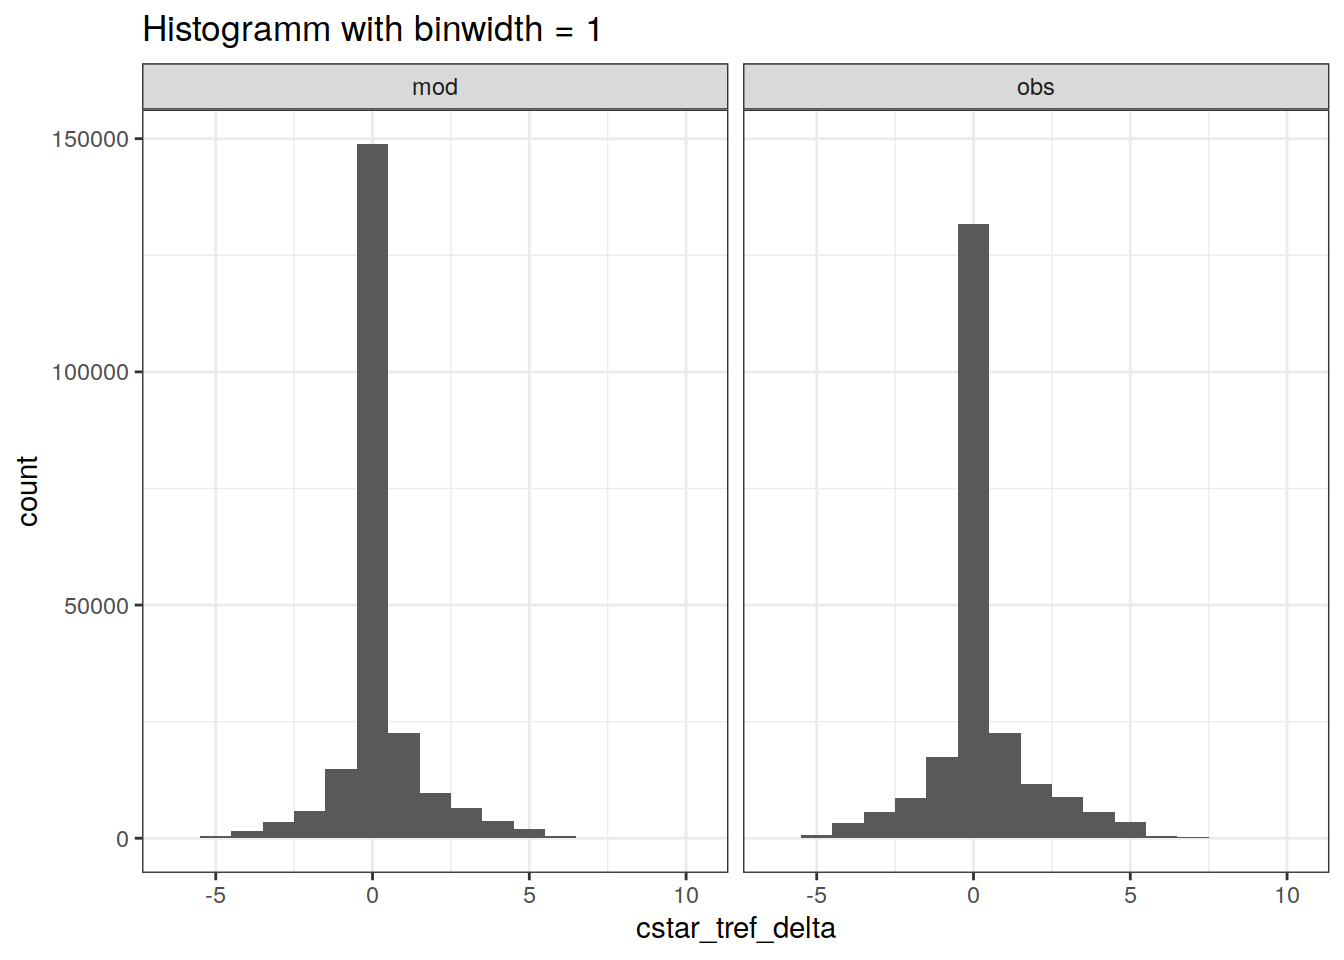 Histogramm with binwidth = 1
mod obs
150000
100000
50000
0
count
-5 0 5 10 -5 0 5 10
cstar_tref_delta